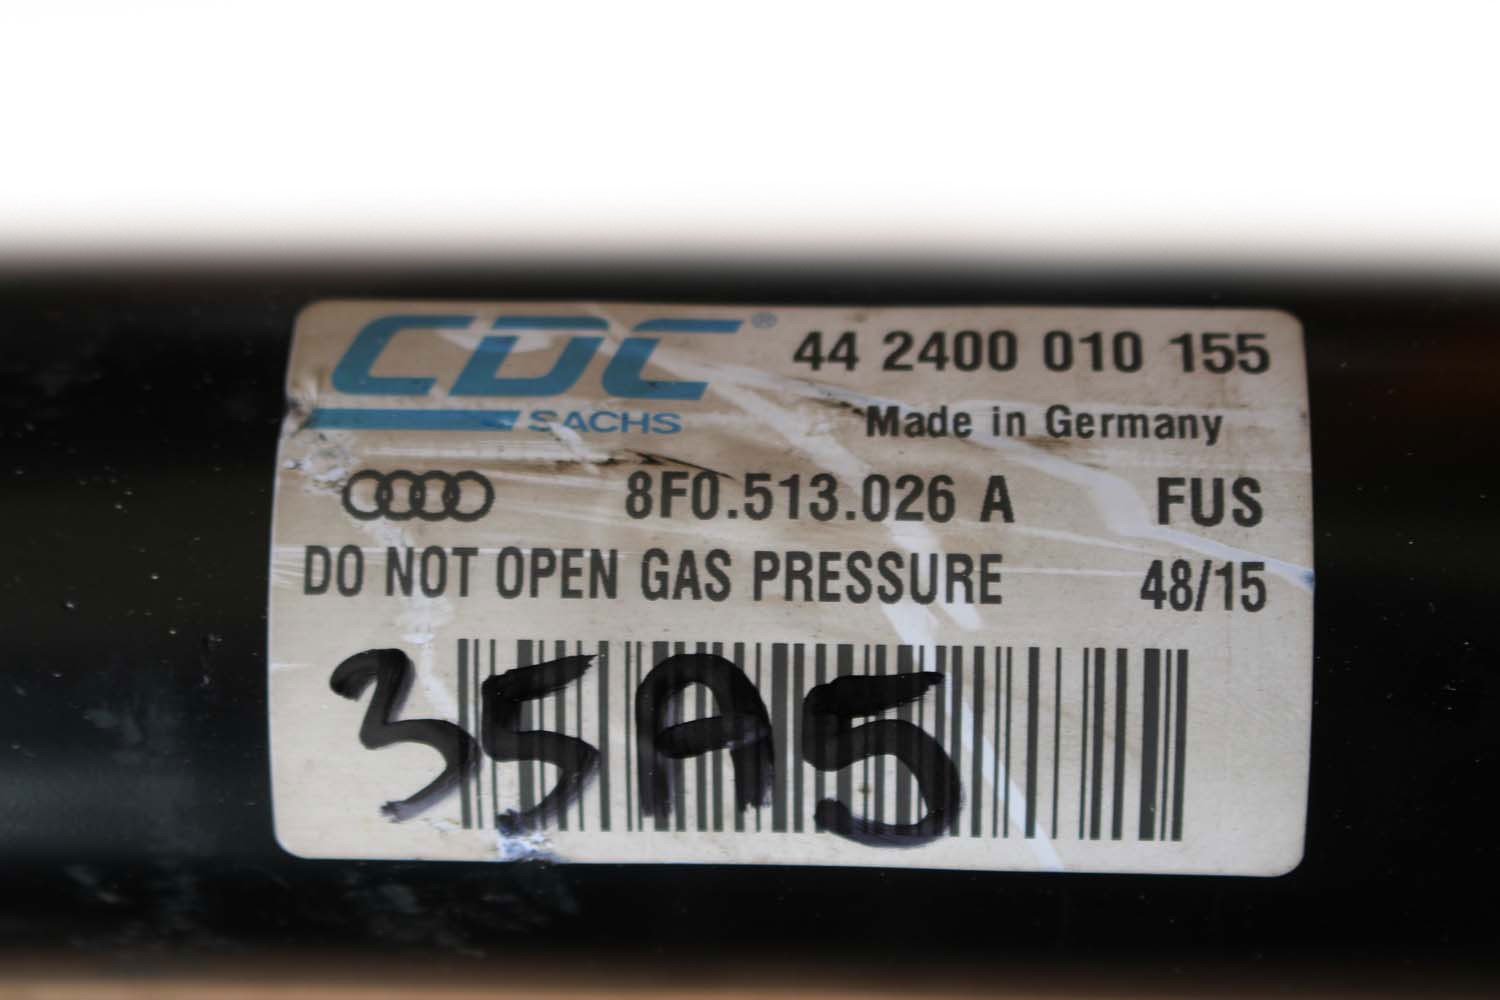 CDC® 44 2400 010 155
SACHS Made in Germany
8F0.513.026 A FUS
DO NOT OPEN GAS PRESSURE 48/15
35A5